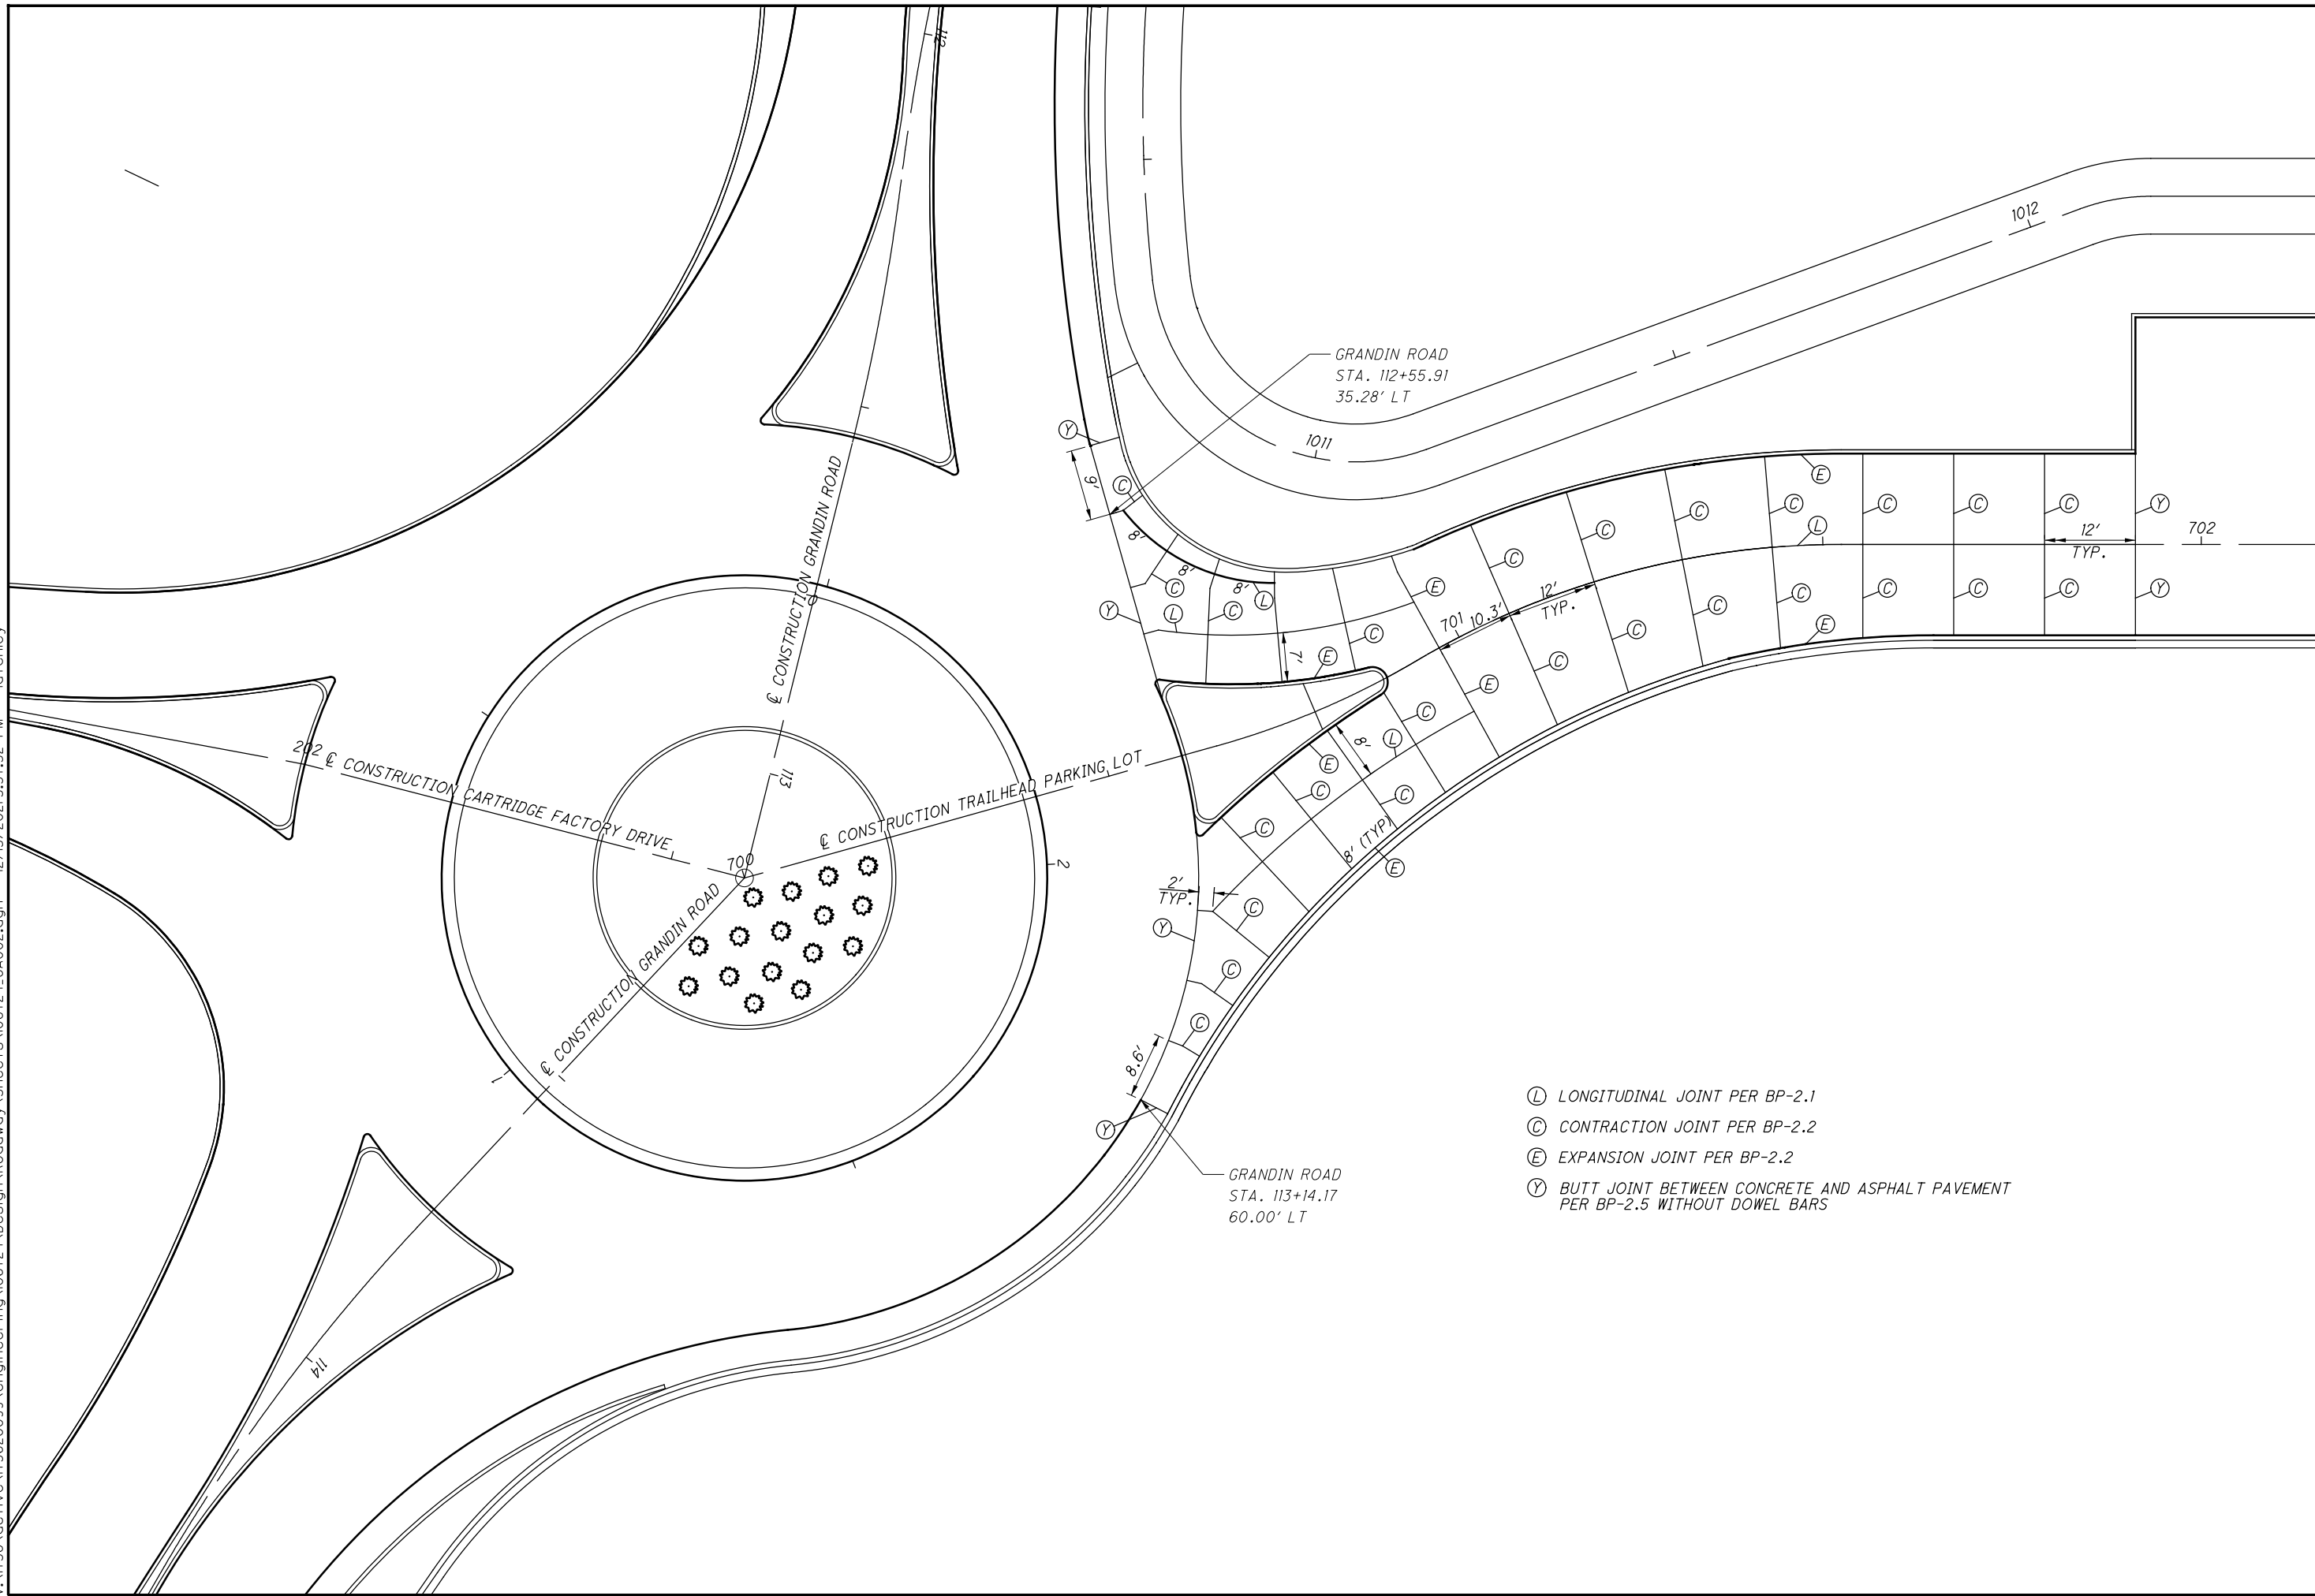 112
1012
GRANDIN ROAD
STA. 112+55.91
35.28' LT
1011
Y
9'
C
8'
8'
8'
C
L
Y
L
C
7'
E
C
E
701
10.3'
12'
TYP.
C
C
C
C
L
E
C
C
C
12'
TYP.
Y
702
C
C
C
Y
E
C
C
C
C
E
C
8'
L
E
C
C
C
8' (TYP)
E
2'
TYP.
C
Y
C
C
8.6'
Y
℄ CONSTRUCTION GRANDIN ROAD
0
113
202
℄ CONSTRUCTION CARTRIDGE FACTORY DRIVE
℄ CONSTRUCTION TRAILHEAD PARKING LOT
700
2
℄ CONSTRUCTION GRANDIN ROAD
1
114
GRANDIN ROAD
STA. 113+14.17
60.00' LT
L LONGITUDINAL JOINT PER BP-2.1
C CONTRACTION JOINT PER BP-2.2
E EXPANSION JOINT PER BP-2.2
Y BUTT JOINT BETWEEN CONCRETE AND ASPHALT PAVEMENT
PER BP-2.5 WITHOUT DOWEL BARS